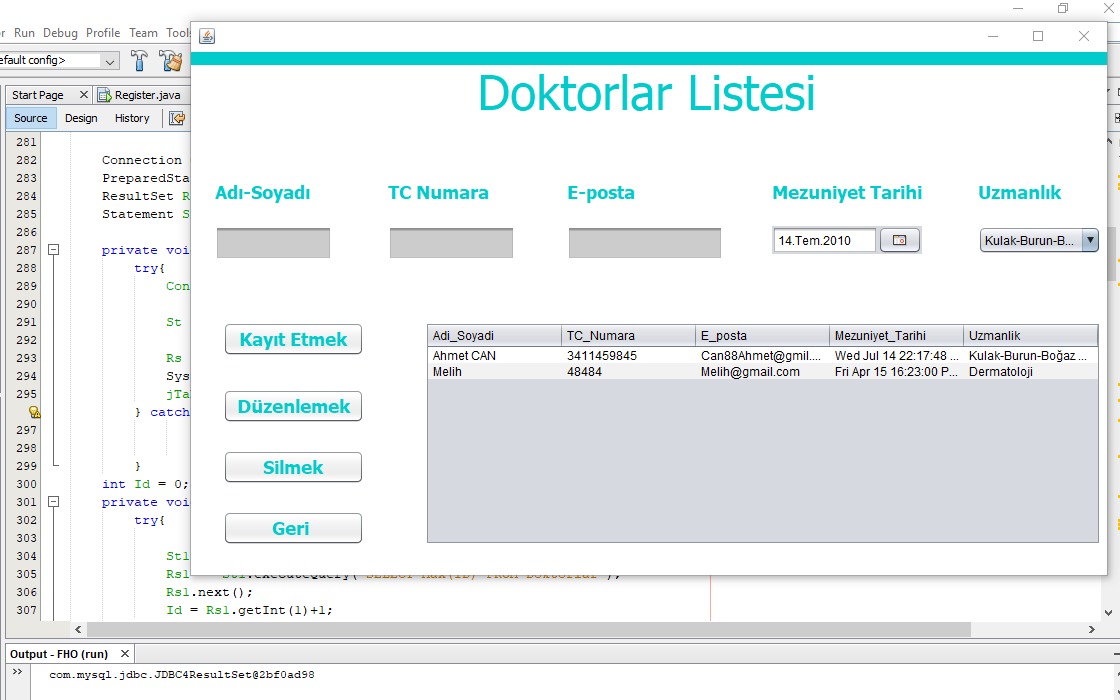 Run Debug Profile Team Tools
efault config>
Start Page
Register.java
Source Design History
Doktorlar Listesi
Adı-Soyadı TC Numara E-posta Mezuniyet Tarihi Uzmanlık
14.Tem.2010 Kulak-Burun-B...
Kayıt Etmek
Düzenlemek
Silmek
Geri
Adi_Soyadi TC_Numara E_posta Mezuniyet_Tarihi Uzmanlik
Ahmet CAN 3411459845 Can88Ahmet@gmil.... Wed Jul 14 22:17:48 ... Kulak-Burun-Boğaz ...
Melih 48484 Melih@gmail.com Fri Apr 15 16:23:00 P... Dermatoloji
281
282 Connection
283 PreparedSta
284 ResultSet R
285 Statement S
286
287 private voi
288 try{
289 Con
290
291 St
292
293 Rs
294 Sys
295 jTa
} catch
297
298
299 }
300 int Id = 0;
301 private voi
302 try{
303
304 St1
305 Rs1 = St1.executeQuery("SELECT Max(ID) FROM Doktorlar");
306 Rs1.next();
307 Id = Rs1.getInt(1)+1;
Output - FHO (run)
com.mysql.jdbc.JDBC4ResultSet@2bf0ad98